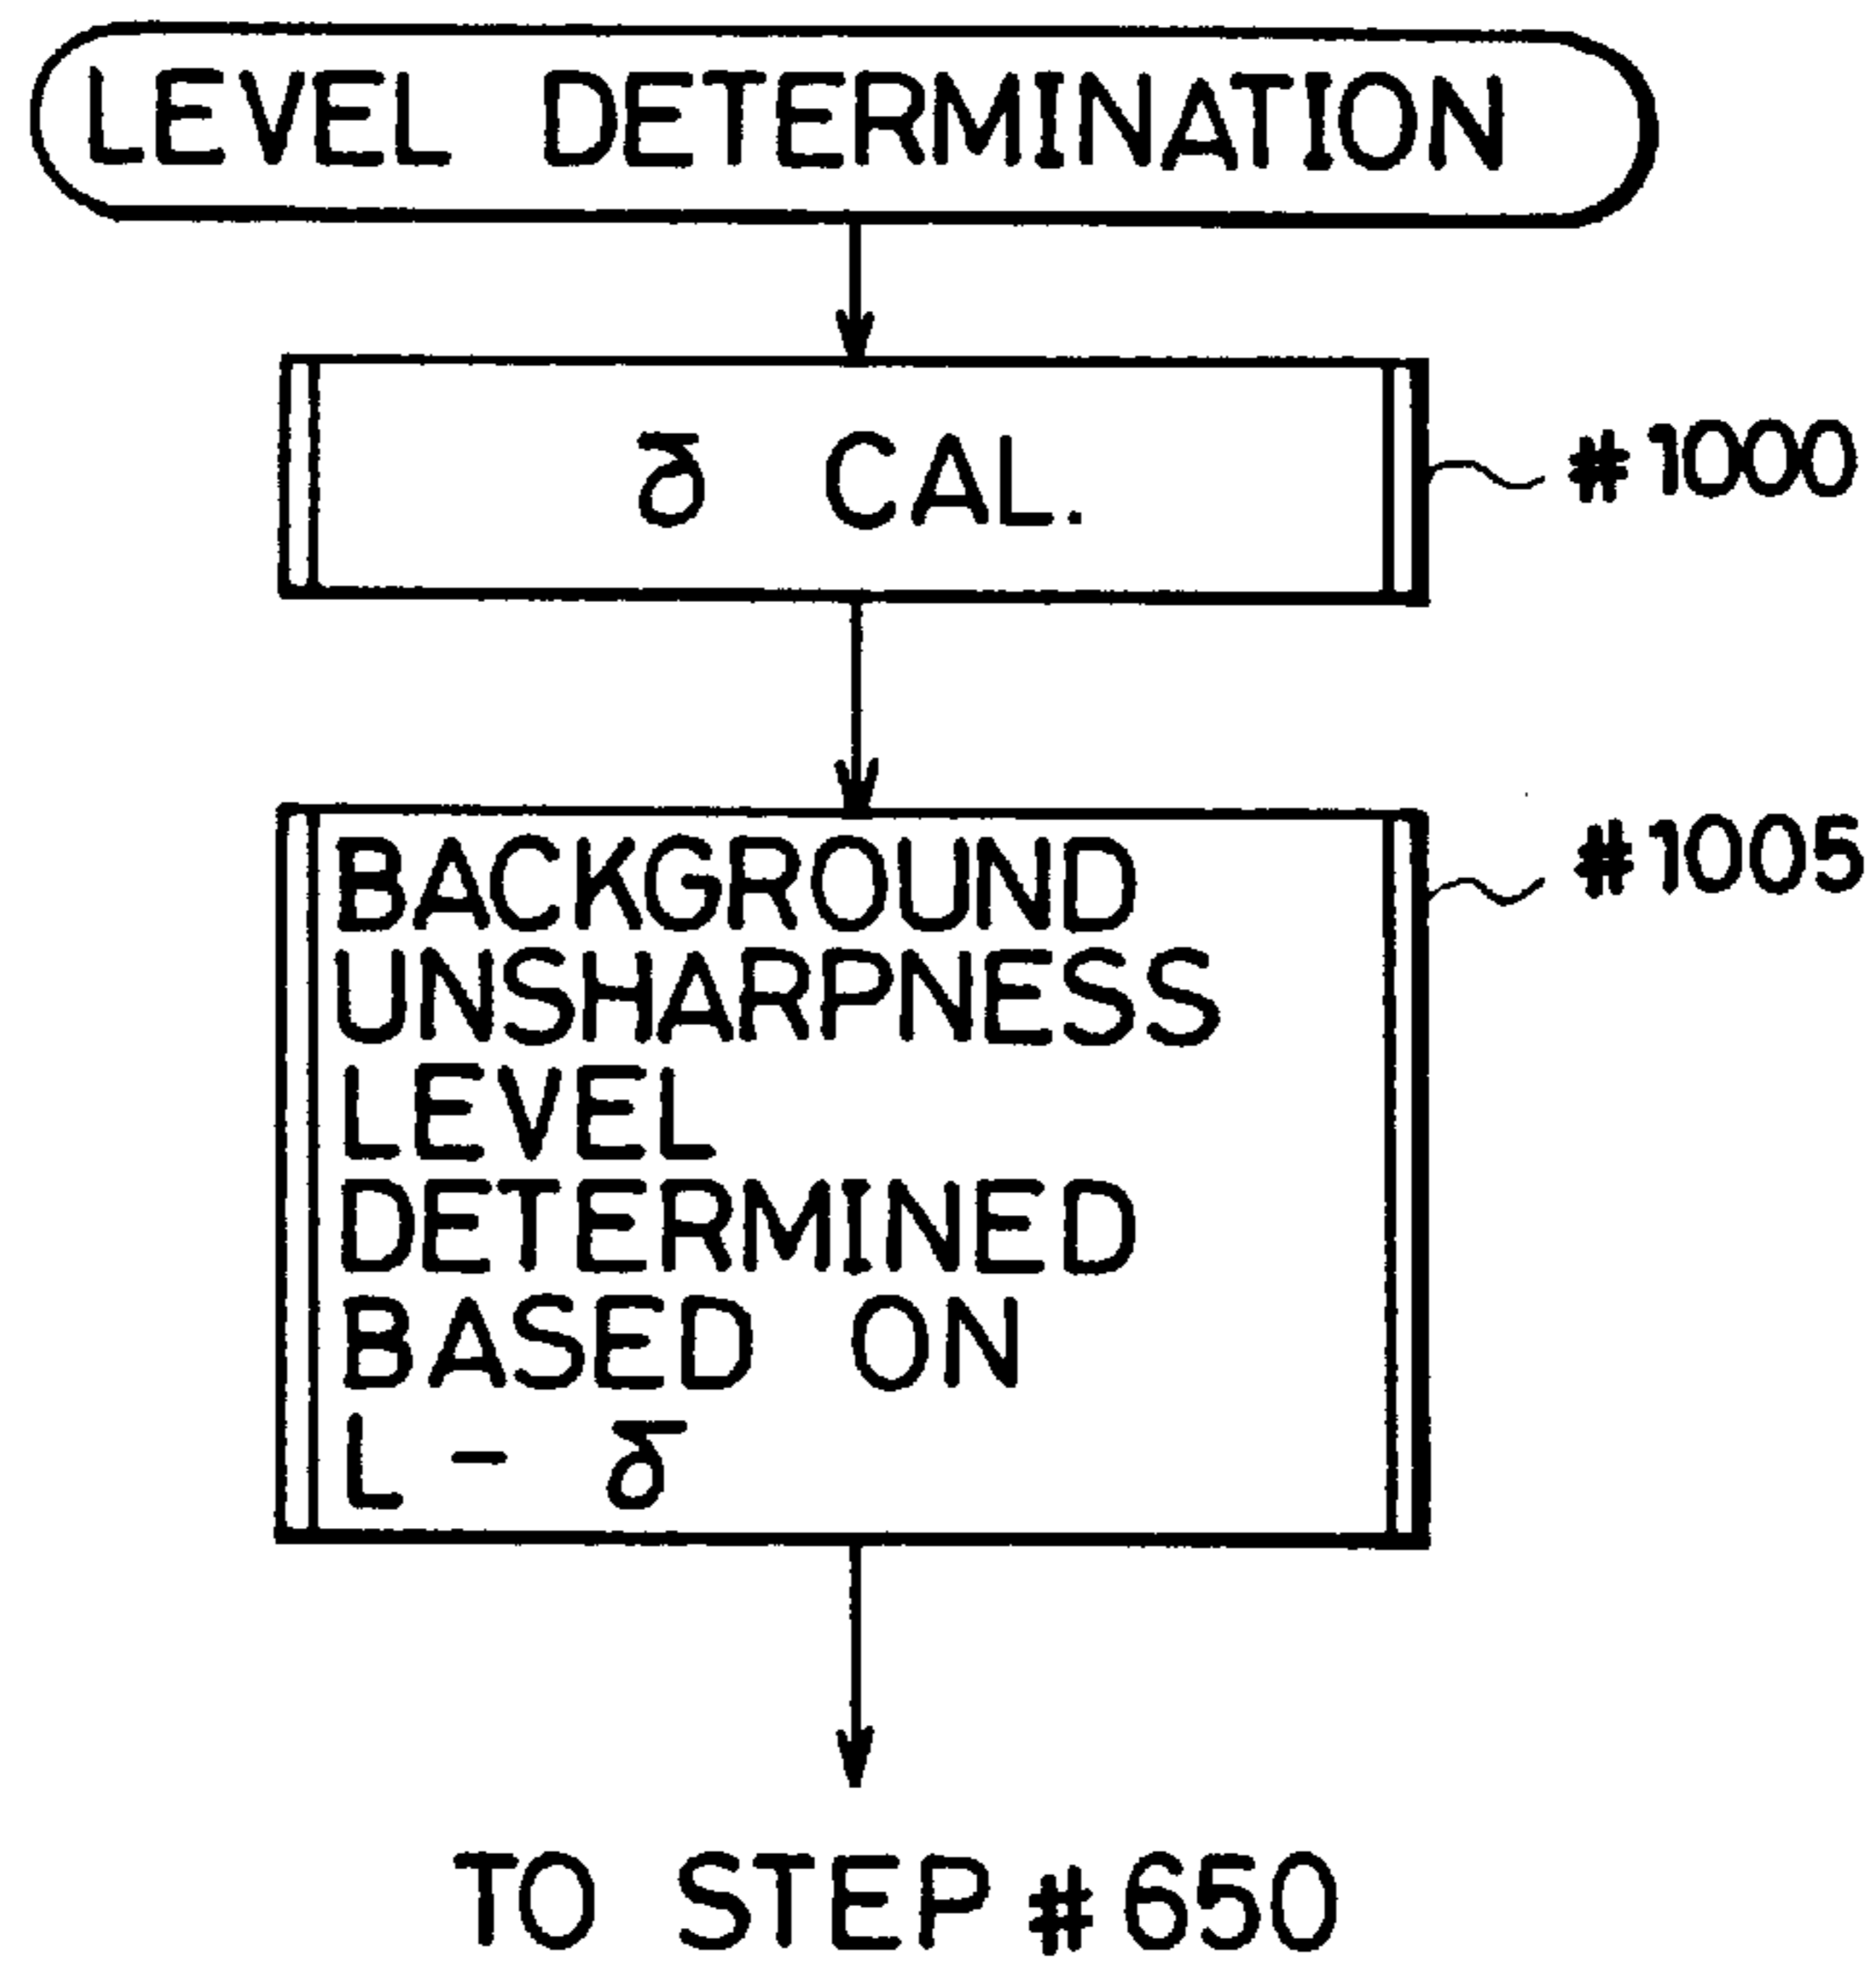 LEVEL DETERMINATION
δ CAL.
#1000
#1005
BACKGROUND
UNSHARPNESS
LEVEL
DETERMINED
BASED ON
L - δ
TO STEP #650